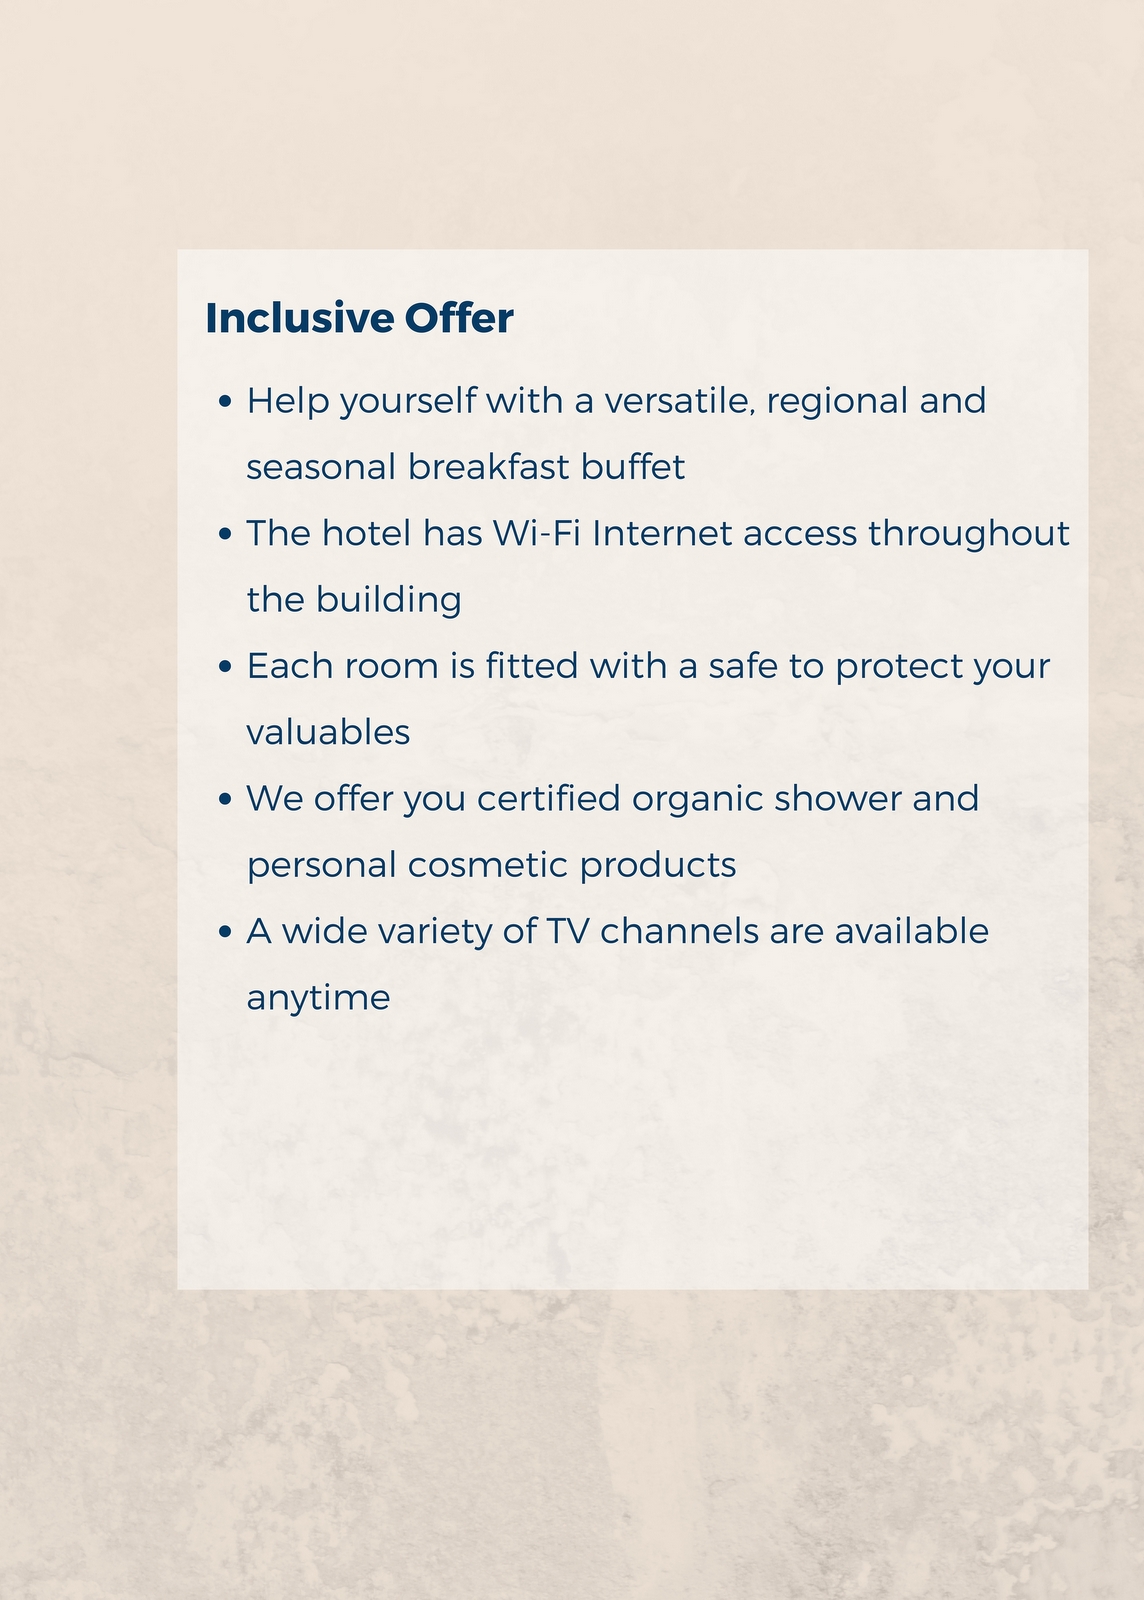 Inclusive Offer
• Help yourself with a versatile, regional and
seasonal breakfast buffet
• The hotel has Wi-Fi Internet access throughout
the building
• Each room is fitted with a safe to protect your
valuables
• We offer you certified organic shower and
personal cosmetic products
• A wide variety of TV channels are available
anytime